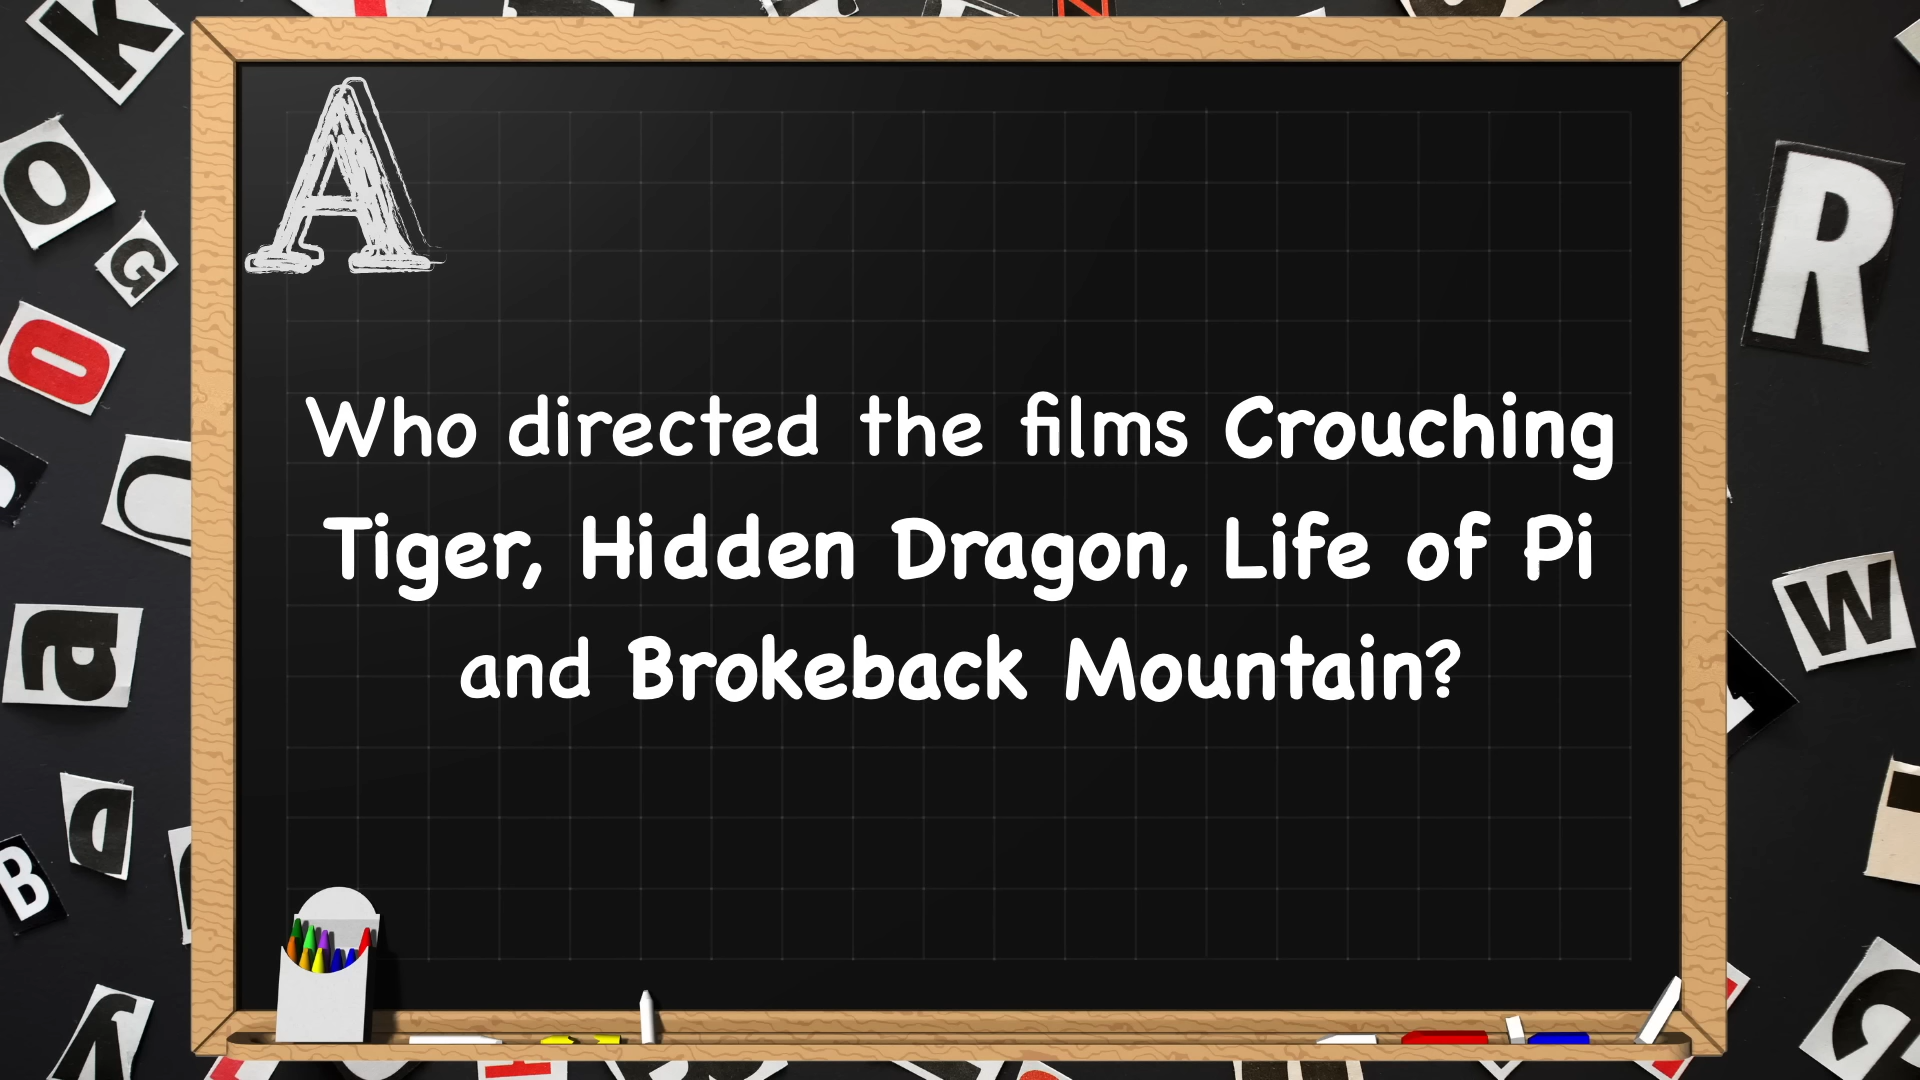 A
Who directed the films Crouching
Tiger, Hidden Dragon, Life of Pi
and Brokeback Mountain?
K
O
G
O
a
B
R
W